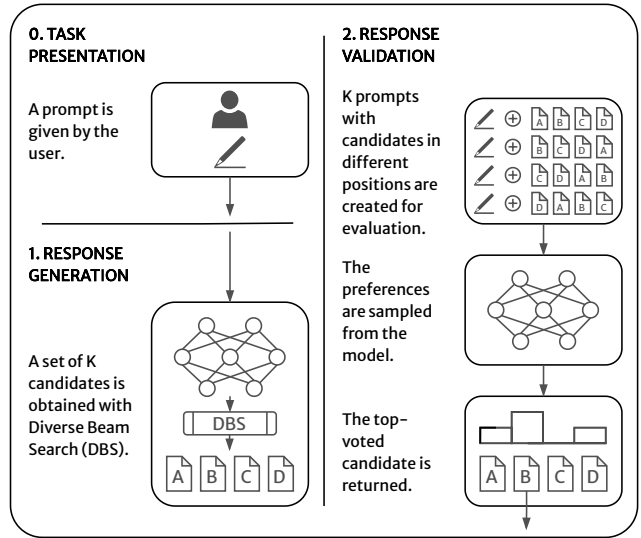 0. TASK
PRESENTATION
A prompt is
given by the
user.
1. RESPONSE
GENERATION
A set of K
candidates is
obtained with
Diverse Beam
Search (DBS).
DBS
A B C D
2. RESPONSE
VALIDATION
K prompts
with
candidates in
different
positions are
created for
evaluation.
A B C D
B C D A
C D A B
D A B C
The
preferences
are sampled
from the
model.
The top-
voted
candidate is
returned.
A B C D